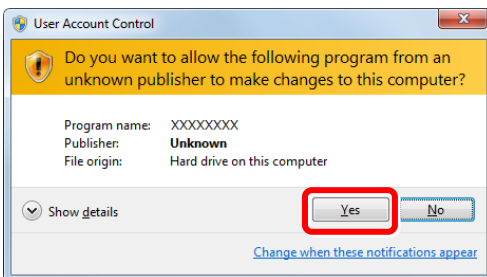 User Account Control
Do you want to allow the following program from an
unknown publisher to make changes to this computer?
Program name: XXXXXXXX
Publisher: Unknown
File origin: Hard drive on this computer
Show details
Yes
No
Change when these notifications appear